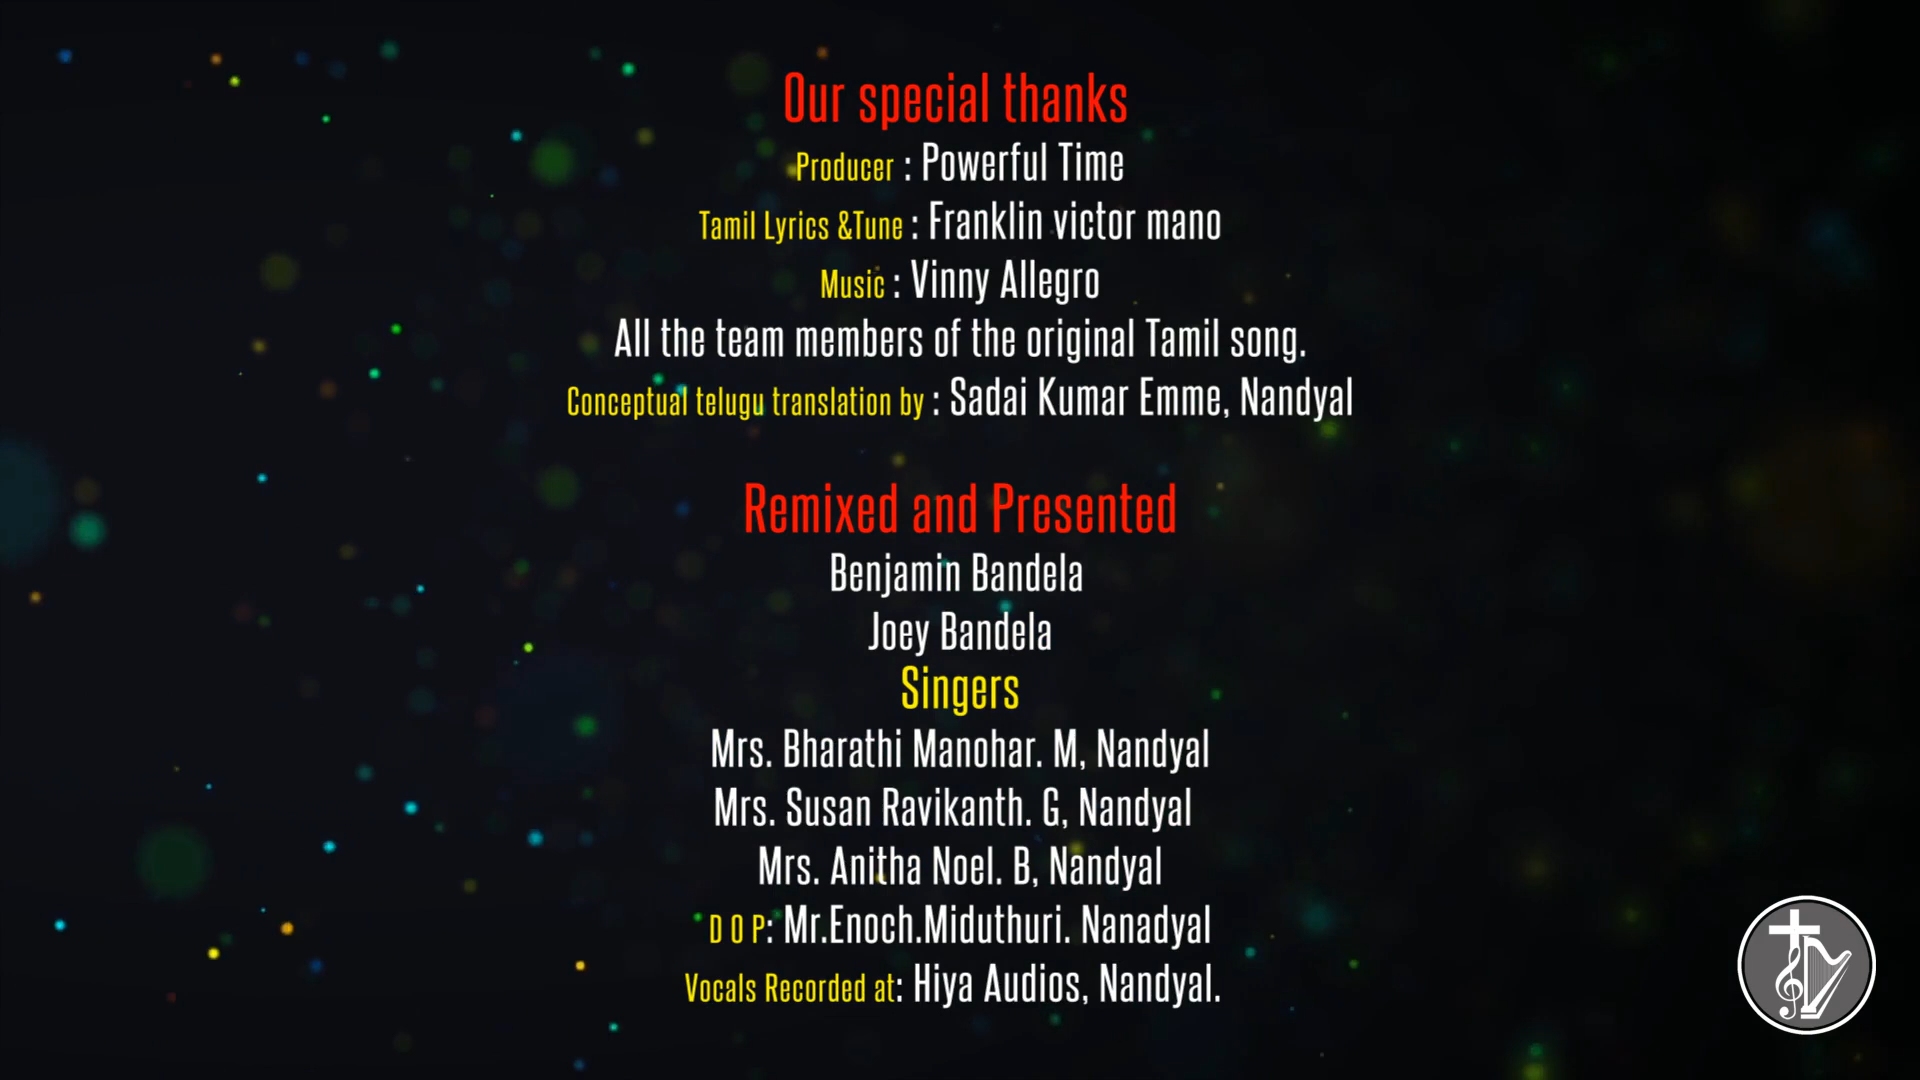 Our special thanks
Producer : Powerful Time
Tamil Lyrics &Tune : Franklin victor mano
Music : Vinny Allegro
All the team members of the original Tamil song.
Conceptual telugu translation by : Sadai Kumar Emme, Nandyal
Remixed and Presented
Benjamin Bandela
Joey Bandela
Singers
Mrs. Bharathi Manohar. M, Nandyal
Mrs. Susan Ravikanth. G, Nandyal
Mrs. Anitha Noel. B, Nandyal
D O P: Mr.Enoch.Miduthuri. Nanadyal
Vocals Recorded at: Hiya Audios, Nandyal.